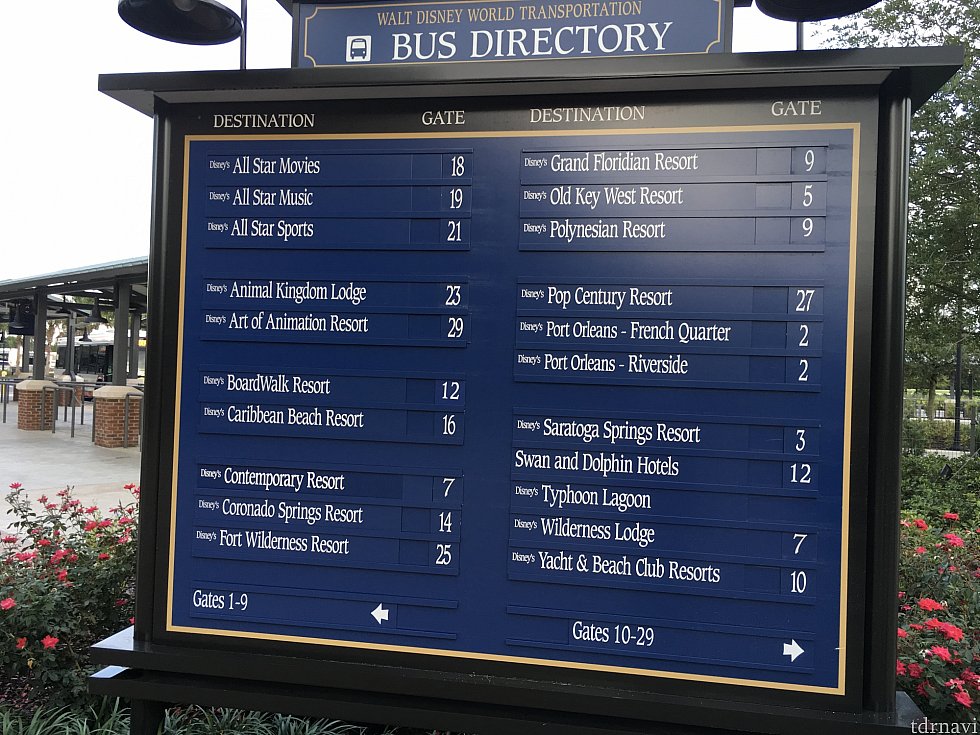 WALT DISNEY WORLD TRANSPORTATION
BUS DIRECTORY
DESTINATION GATE
Disney's All Star Movies 18
Disney's All Star Music 19
Disney's All Star Sports 21
Disney's Animal Kingdom Lodge 23
Disney's Art of Animation Resort 29
Disney's BoardWalk Resort 12
Disney's Caribbean Beach Resort 16
Disney's Contemporary Resort 7
Disney's Coronado Springs Resort 14
Disney's Fort Wilderness Resort 25
Gates 1-9
DESTINATION GATE
Disney's Grand Floridian Resort 9
Disney's Old Key West Resort 5
Disney's Polynesian Resort 9
Disney's Pop Century Resort 27
Disney's Port Orleans - French Quarter 2
Disney's Port Orleans - Riverside 2
Disney's Saratoga Springs Resort 3
Swan and Dolphin Hotels 12
Disney's Typhoon Lagoon
Disney's Wilderness Lodge 7
Disney's Yacht & Beach Club Resorts 10
Gates 10-29
tdrnavi